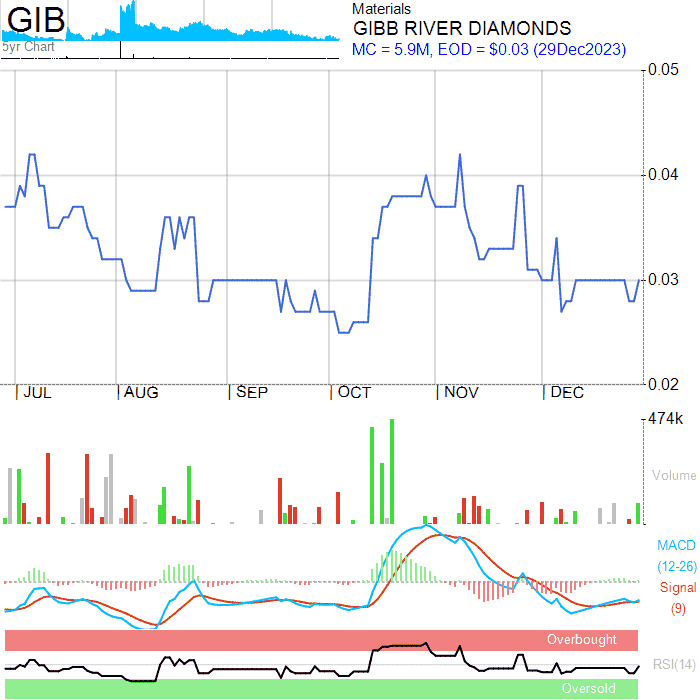 GIB
5yr Chart
Materials
GIBB RIVER DIAMONDS
MC = 5.9M, EOD = $0.03 (29Dec2023)
0.05
0.04
0.03
0.02
JUL AUG SEP OCT NOV DEC
474k
Volume
MACD
(12-26)
Signal
(9)
Overbought
RSI(14)
Oversold